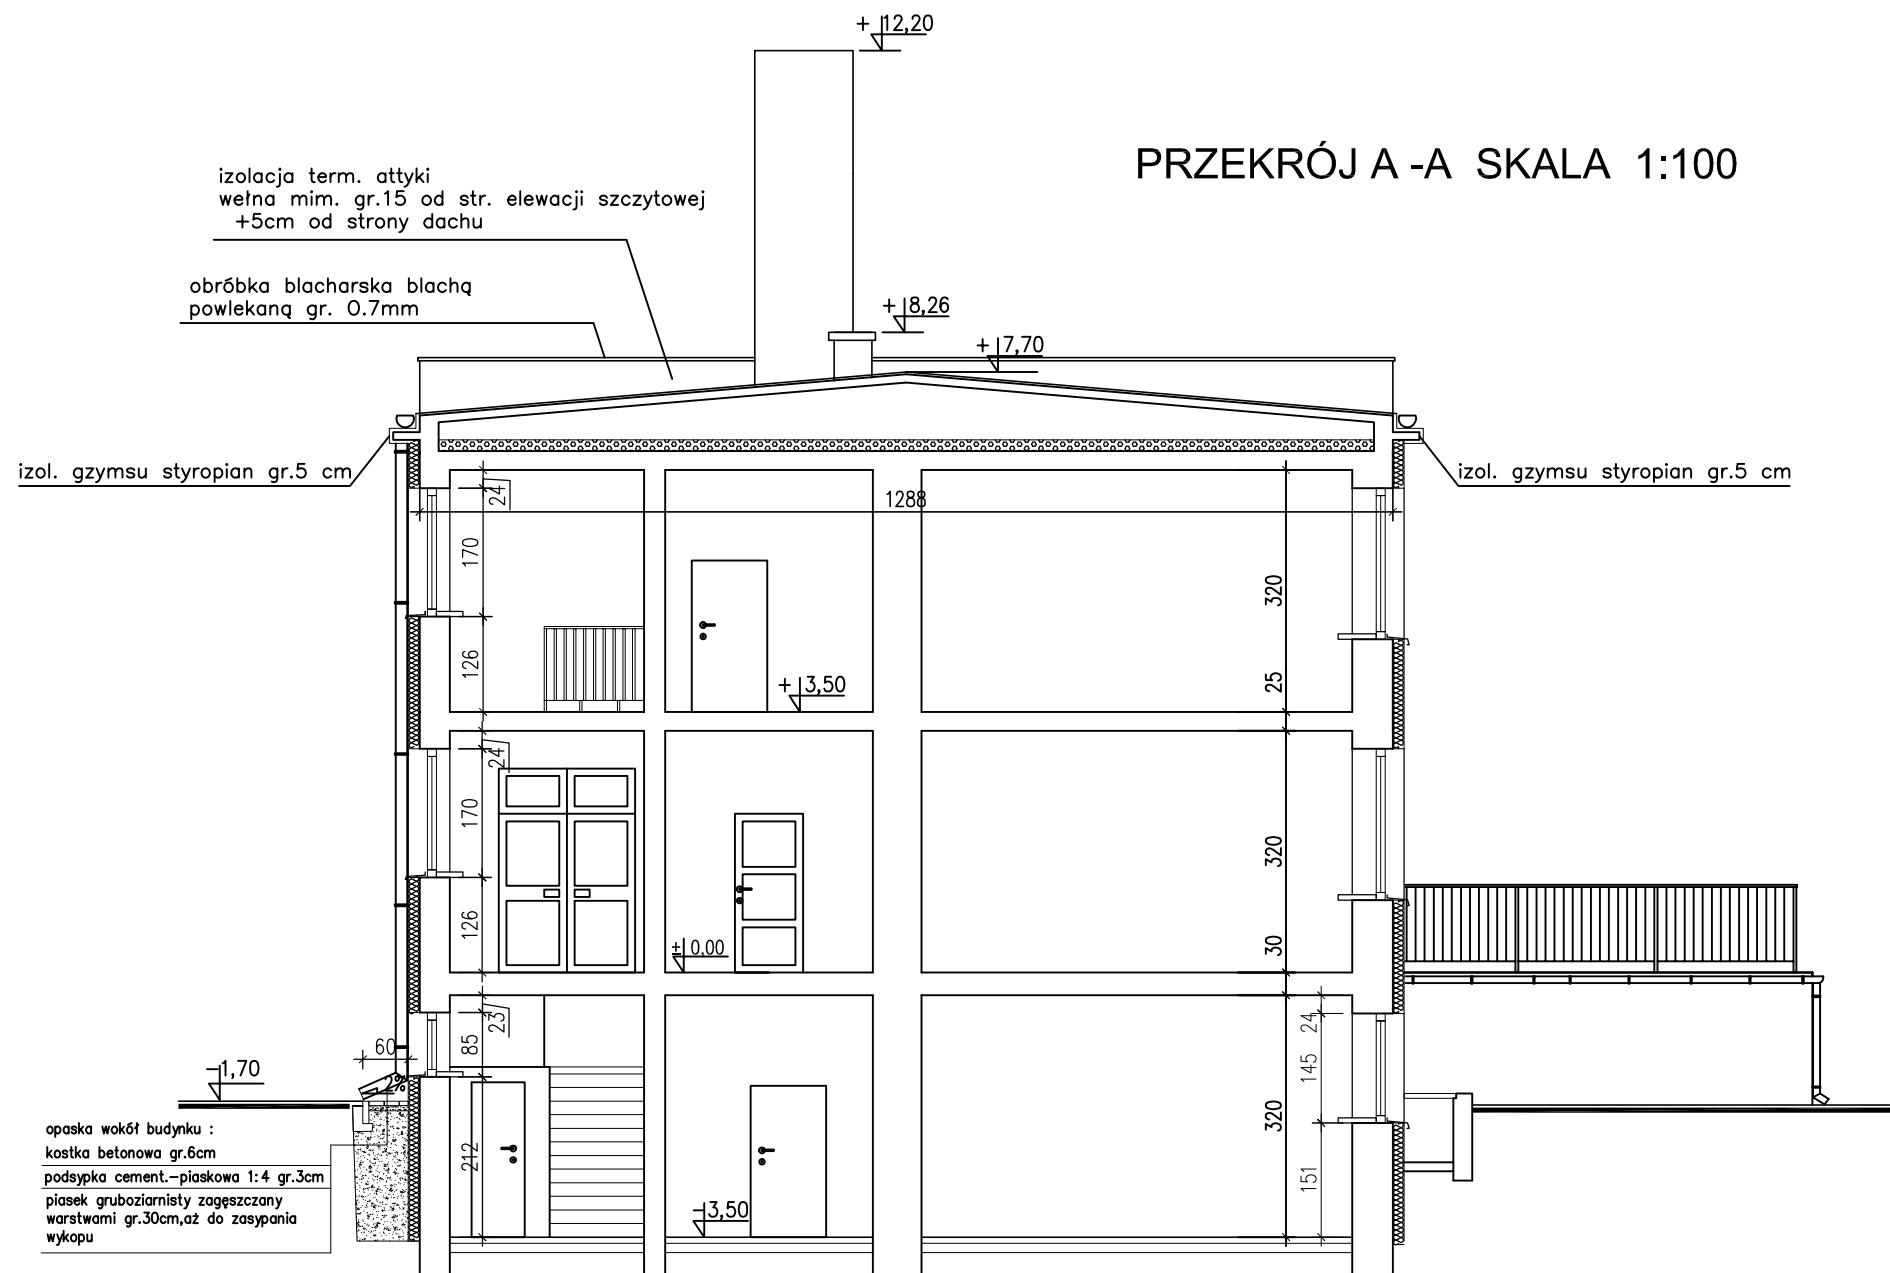 +12,20
PRZEKRÓJ A -A SKALA 1:100
izolacja term. attyki
wełna mim. gr.15 od str. elewacji szczytowej
+5cm od strony dachu
obróbka blacharska blachą
powlekaną gr. 0.7mm
+8,26
+7,70
izol. gzymsu styropian gr.5 cm
izol. gzymsu styropian gr.5 cm
24
1288
170
320
126
25
+3,50
24
170
320
126
30
±0,00
23
24
85
60
145
-1,70
2%
320
212
151
-3,50
opaska wokół budynku :
kostka betonowa gr.6cm
podsypka cement.-piaskowa 1:4 gr.3cm
piasek gruboziarnisty zagęszczany
warstwami gr.30cm,aż do zasypania
wykopu